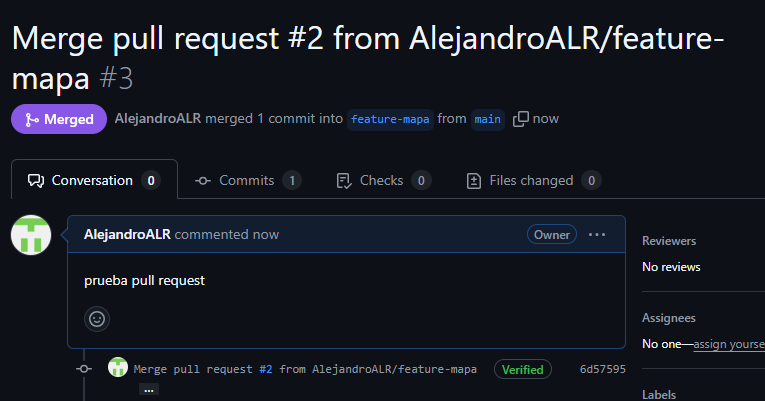 Merge pull request #2 from AlejandroALR/feature-
mapa #3
Merged AlejandroALR merged 1 commit into feature-mapa from main now
Conversation 0 Commits 1 Checks 0 Files changed 0
AlejandroALR commented now Owner ...
prueba pull request
Reviewers
No reviews
Assignees
No one—assign yourse
Merge pull request #2 from AlejandroALR/feature-mapa Verified 6d57595
...
Labels